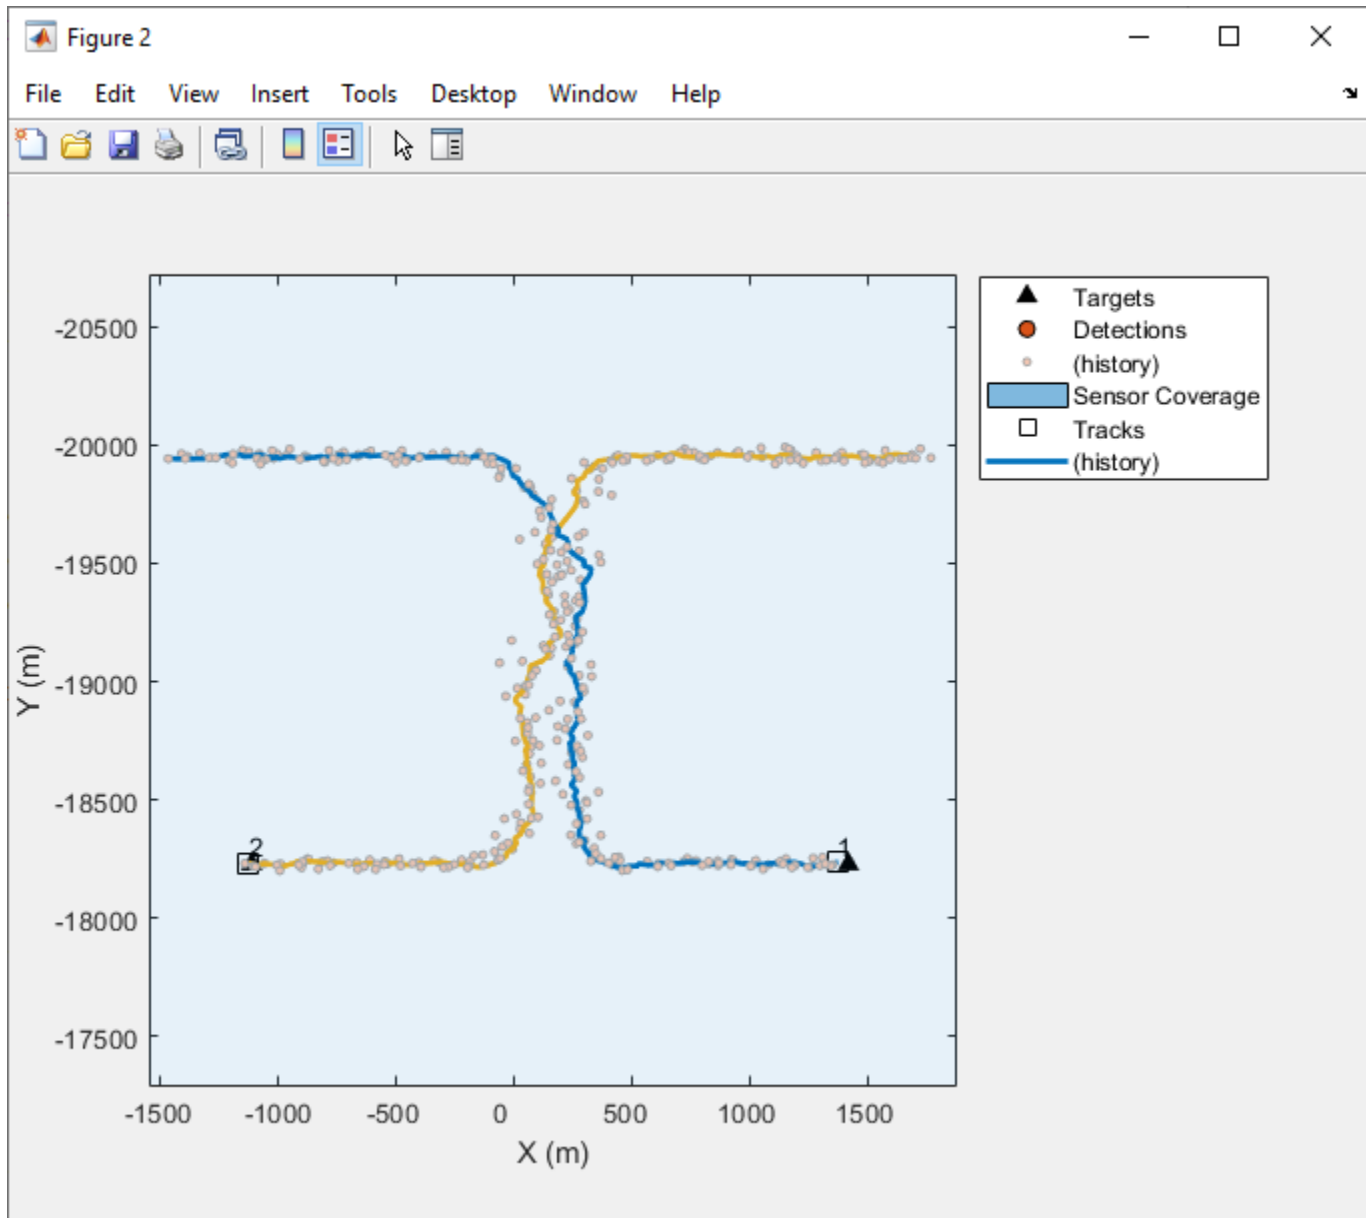 Figure 2
File Edit View Insert Tools Desktop Window Help
-20500
-20000
-19500
-19000
-18500
-18000
-17500
Y (m)
-1500 -1000 -500 0 500 1000 1500
X (m)
2
1
Targets
Detections
(history)
Sensor Coverage
Tracks
(history)